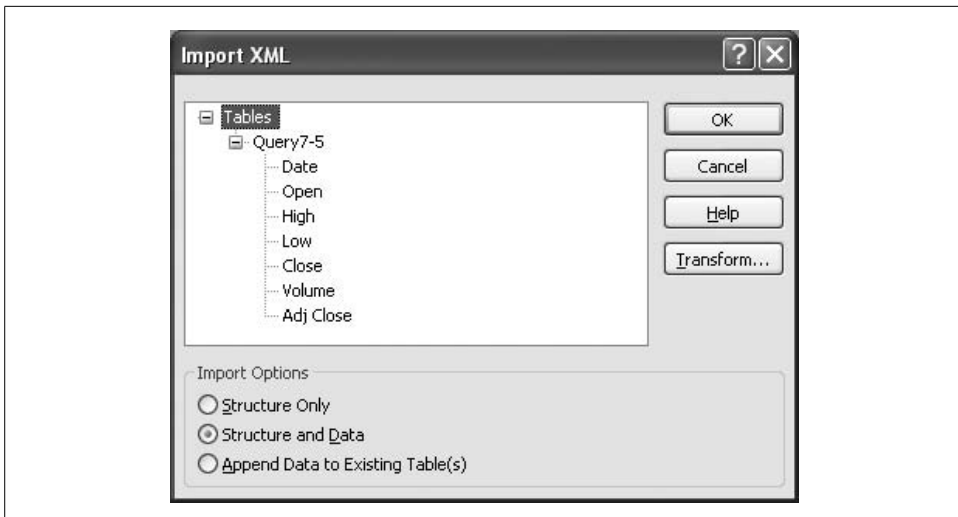 Import XML
Tables
Query7-5
Date
Open
High
Low
Close
Volume
Adj Close
OK
Cancel
Help
Transform...
Import Options
Structure Only
Structure and Data
Append Data to Existing Table(s)